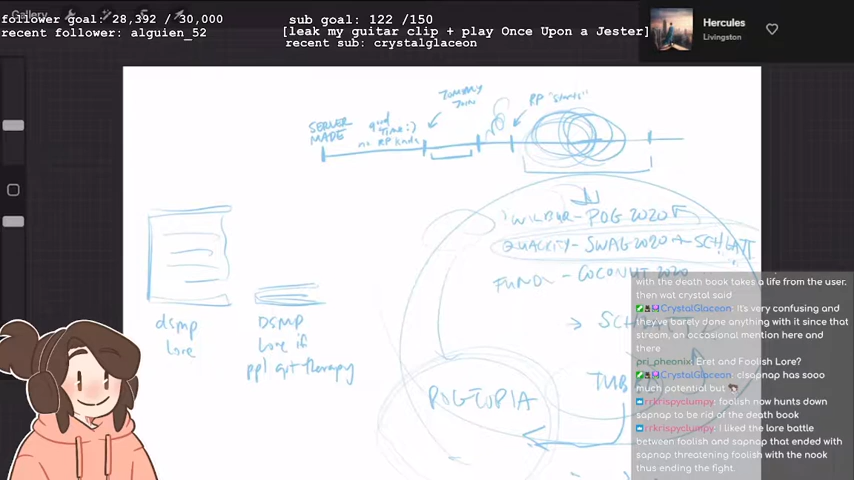 Gallery
follower goal: 28,392 / 30,000
recent follower: alguien_52
sub goal: 122 /150
[leak my guitar clip + play Once Upon a Jester]
recent sub: crystalglaceon
Hercules
Livingston
SERVER MADE
good time :)
no RP kinda
TOMMY JOINS
RP "starts"
WILBUR - POG 2020
QUACKITY - SWAG 2020 → SCHLATT
FUNDY - COCONUT 2020
→ SCH
TUB
POGTOPIA
dsmp
lore
DSMP
lore if
ppl got therapy
with the death book takes a life from the user.
then wat crystal said
CrystalGlaceon: It's very confusing and
they've barely done anything with it since that
stream, an occasional mention here and
there
pri_pheonix: Eret and Foolish Lore?
CrystalGlaceon: c!sapnap has sooo
much potential but
rrkrispyclumpy: foolish now hunts down
sapnap to be rid of the death book
rrkrispyclumpy: I liked the lore battle
between foolish and sapnap that ended with
sapnap threatening foolish with the nook
thus ending the fight.